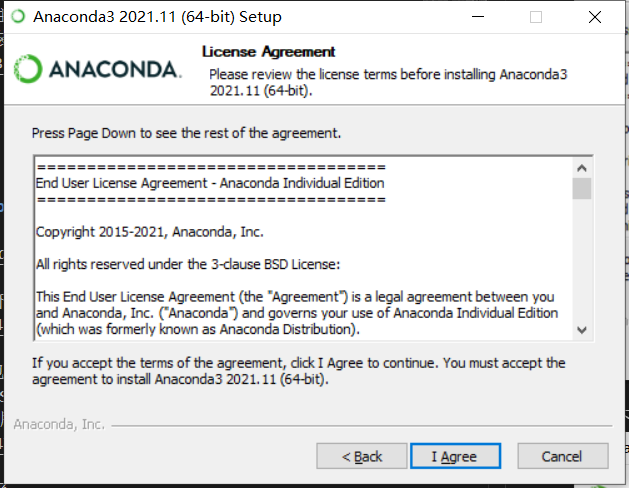 Anaconda3 2021.11 (64-bit) Setup
License Agreement
ANACONDA.
Please review the license terms before installing Anaconda3
2021.11 (64-bit).
Press Page Down to see the rest of the agreement.
===================================
End User License Agreement - Anaconda Individual Edition
===================================
Copyright 2015-2021, Anaconda, Inc.
All rights reserved under the 3-clause BSD License:
This End User License Agreement (the "Agreement") is a legal agreement between you
and Anaconda, Inc. ("Anaconda") and governs your use of Anaconda Individual Edition
(which was formerly known as Anaconda Distribution).
If you accept the terms of the agreement, click I Agree to continue. You must accept the
agreement to install Anaconda3 2021.11 (64-bit).
Anaconda, Inc.
< Back
I Agree
Cancel